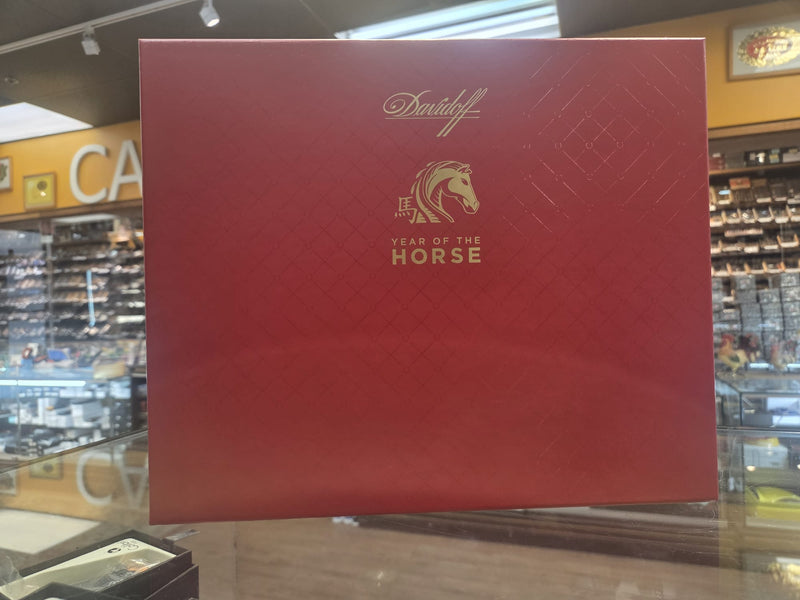 Davidoff
馬
YEAR OF THE
HORSE
CA